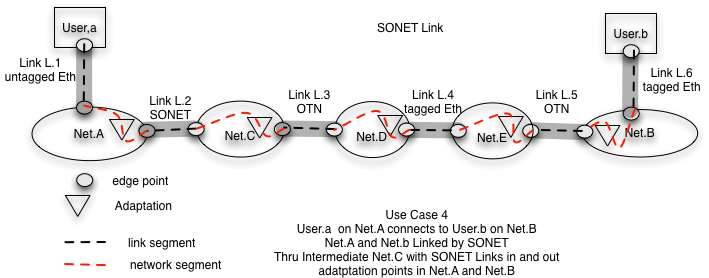 User,a
SONET Link
User.b
Link L.1
untagged Eth
Link L.2
SONET
Link L.3
OTN
Link L.4
tagged Eth
Link L.5
OTN
Link L.6
tagged Eth
Net.A
Net.C
Net.D
Net.E
Net.B
edge point
Adaptation
link segment
network segment
Use Case 4
User.a on Net.A connects to User.b on Net.B
Net.A and Net.b Linked by SONET
Thru Intermediate Net.C with SONET Links in and out
adatptation points in Net.A and Net.B